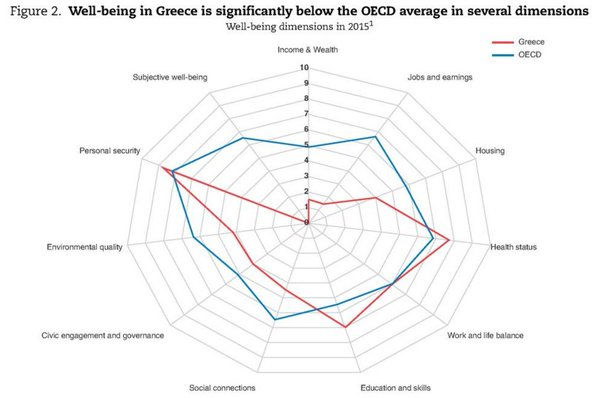 Figure 2. Well-being in Greece is significantly below the OECD average in several dimensions
Well-being dimensions in 2015¹
Greece
OECD
Income & Wealth
Jobs and earnings
Housing
Health status
Work and life balance
Education and skills
Social connections
Civic engagement and governance
Environmental quality
Personal security
Subjective well-being
10
9
8
7
6
5
4
3
2
1
0